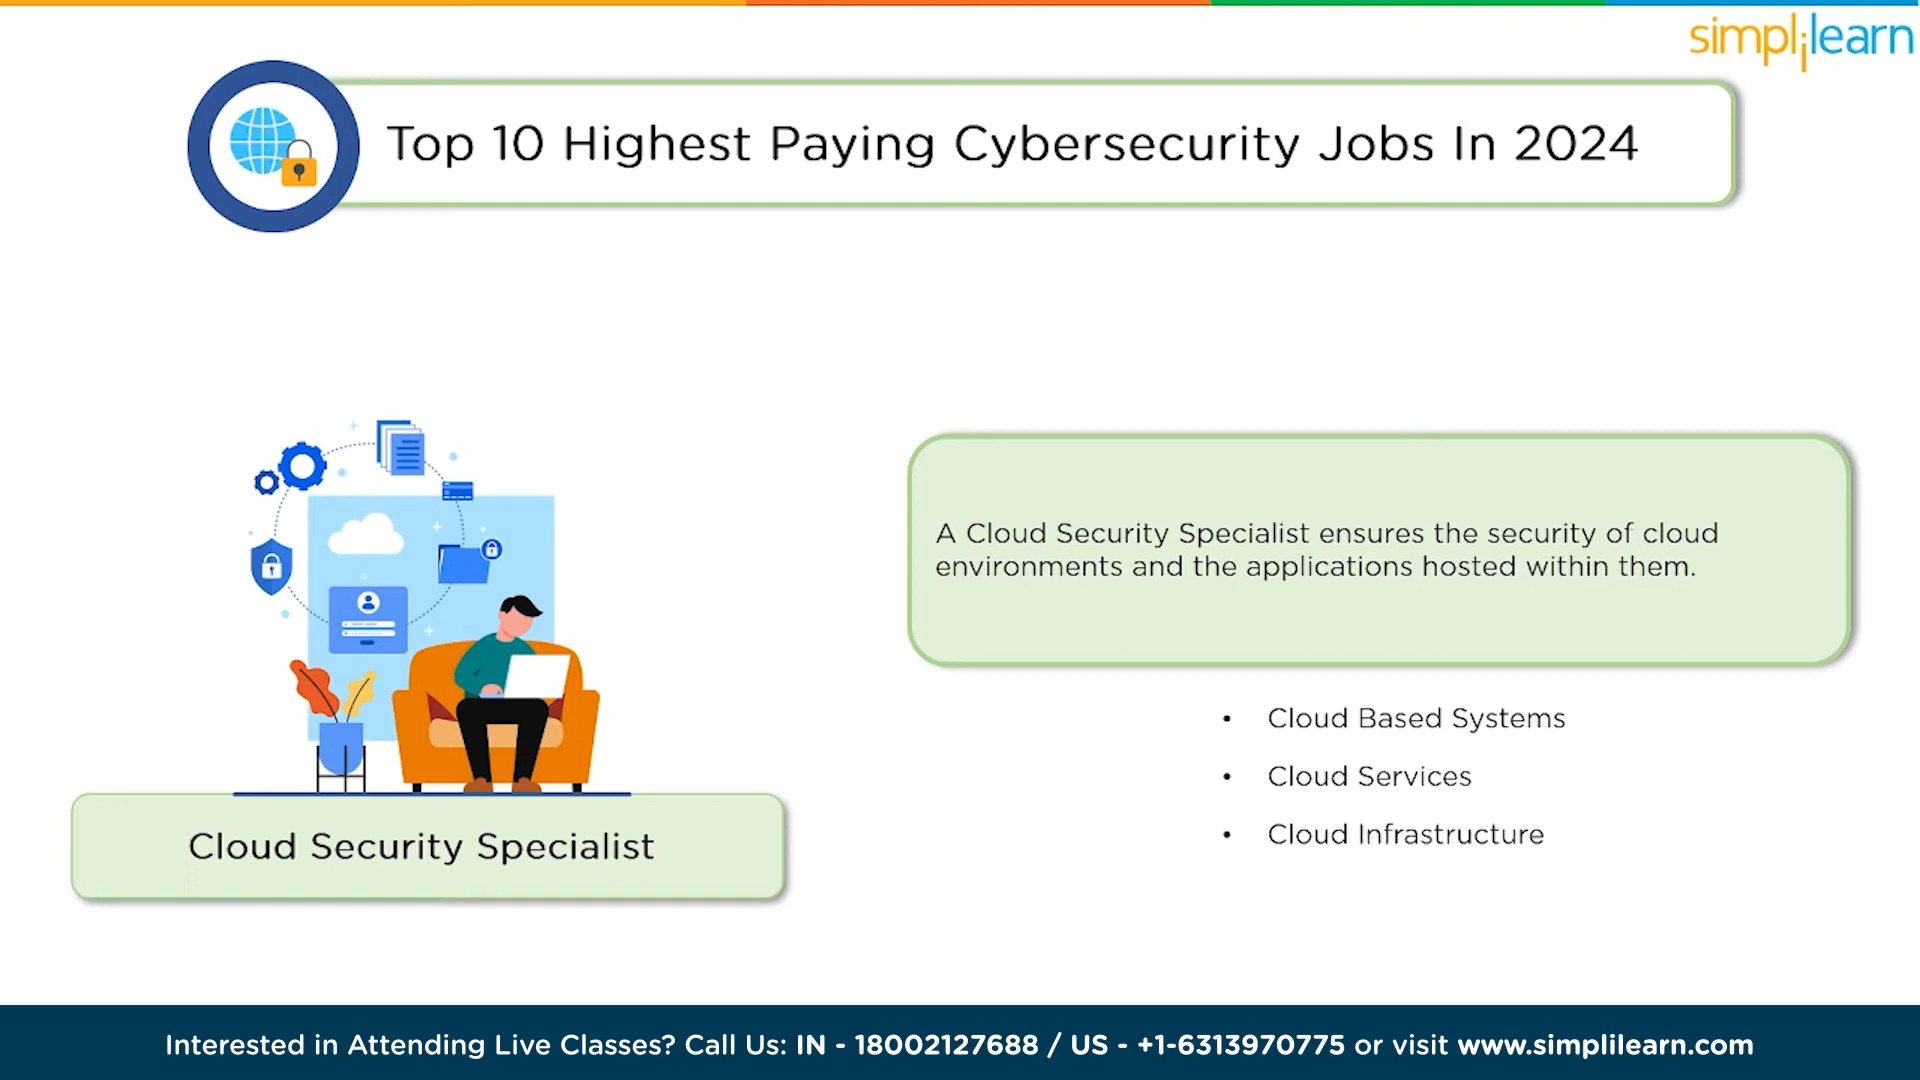 simplilearn
Top 10 Highest Paying Cybersecurity Jobs In 2024
A Cloud Security Specialist ensures the security of cloud
environments and the applications hosted within them.
• Cloud Based Systems
• Cloud Services
• Cloud Infrastructure
Cloud Security Specialist
Interested in Attending Live Classes? Call Us: IN - 18002127688 / US - +1-6313970775 or visit www.simplilearn.com